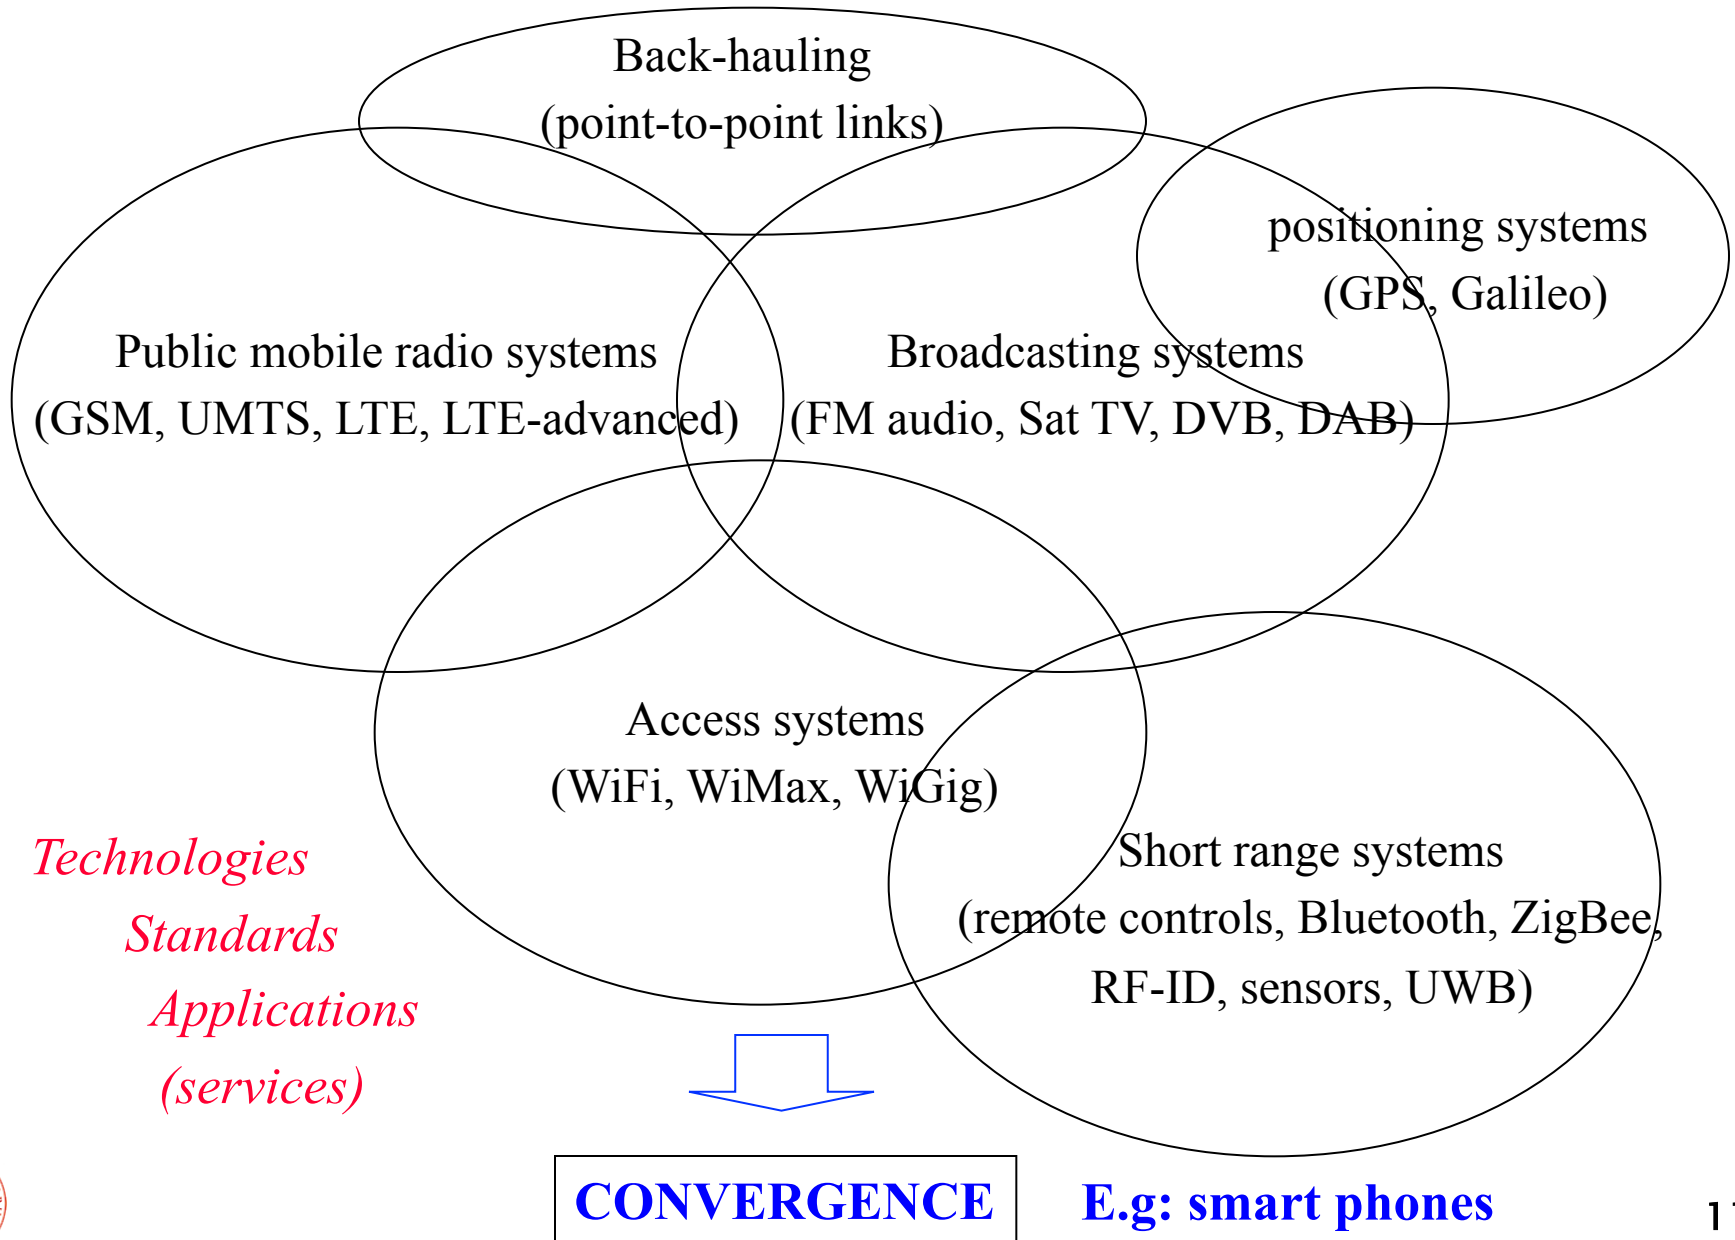 Back-hauling
(point-to-point links)
positioning systems
(GPS, Galileo)
Public mobile radio systems
(GSM, UMTS, LTE, LTE-advanced)
Broadcasting systems
(FM audio, Sat TV, DVB, DAB)
Access systems
(WiFi, WiMax, WiGig)
Short range systems
(remote controls, Bluetooth, ZigBee,
RF-ID, sensors, UWB)
Technologies
Standards
Applications
(services)
CONVERGENCE
E.g: smart phones